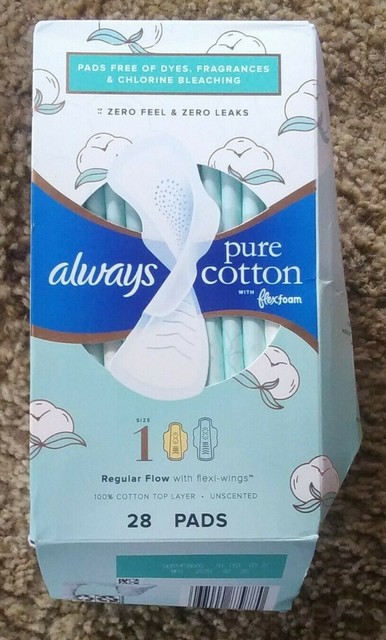 PADS FREE OF DYES, FRAGRANCES
& CHLORINE BLEACHING
ZERO FEEL & ZERO LEAKS
always
pure
cotton
WITH flexfoam
SIZE
1
Regular Flow with flexi-wings™
100% COTTON TOP LAYER • UNSCENTED
28 PADS